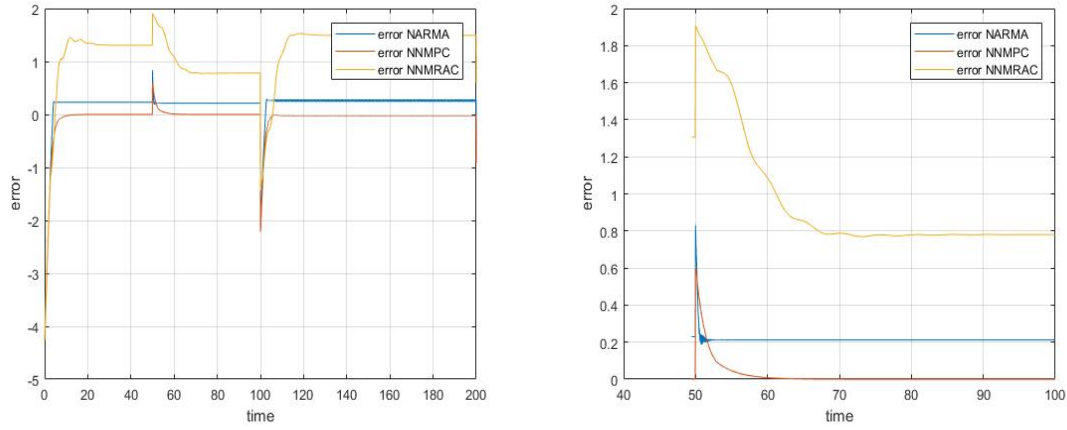 2
1
0
-1
-2
-3
-4
-5
error
0 20 40 60 80 100 120 140 160 180 200
time
error NARMA
error NNMPC
error NNMRAC
2
1.8
1.6
1.4
1.2
1
0.8
0.6
0.4
0.2
0
error
40 50 60 70 80 90 100
time
error NARMA
error NNMPC
error NNMRAC